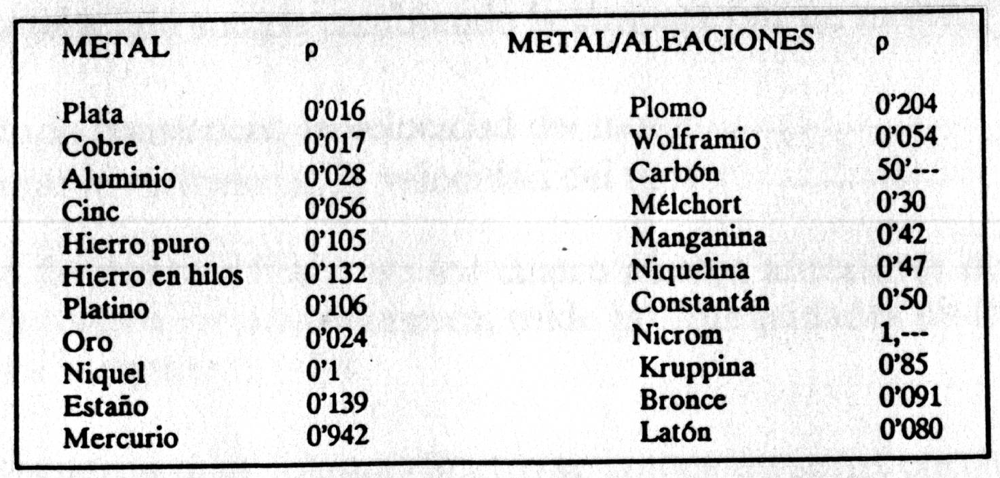 METAL ρ METAL/ALEACIONES ρ
Plata 0'016 Plomo 0'204
Cobre 0'017 Wolframio 0'054
Aluminio 0'028 Carbón 50'---
Cinc 0'056 Mélchort 0'30
Hierro puro 0'105 Manganina 0'42
Hierro en hilos 0'132 Niquelina 0'47
Platino 0'106 Constantán 0'50
Oro 0'024 Nicrom 1,---
Niquel 0'1 Kruppina 0'85
Estaño 0'139 Bronce 0'091
Mercurio 0'942 Latón 0'080